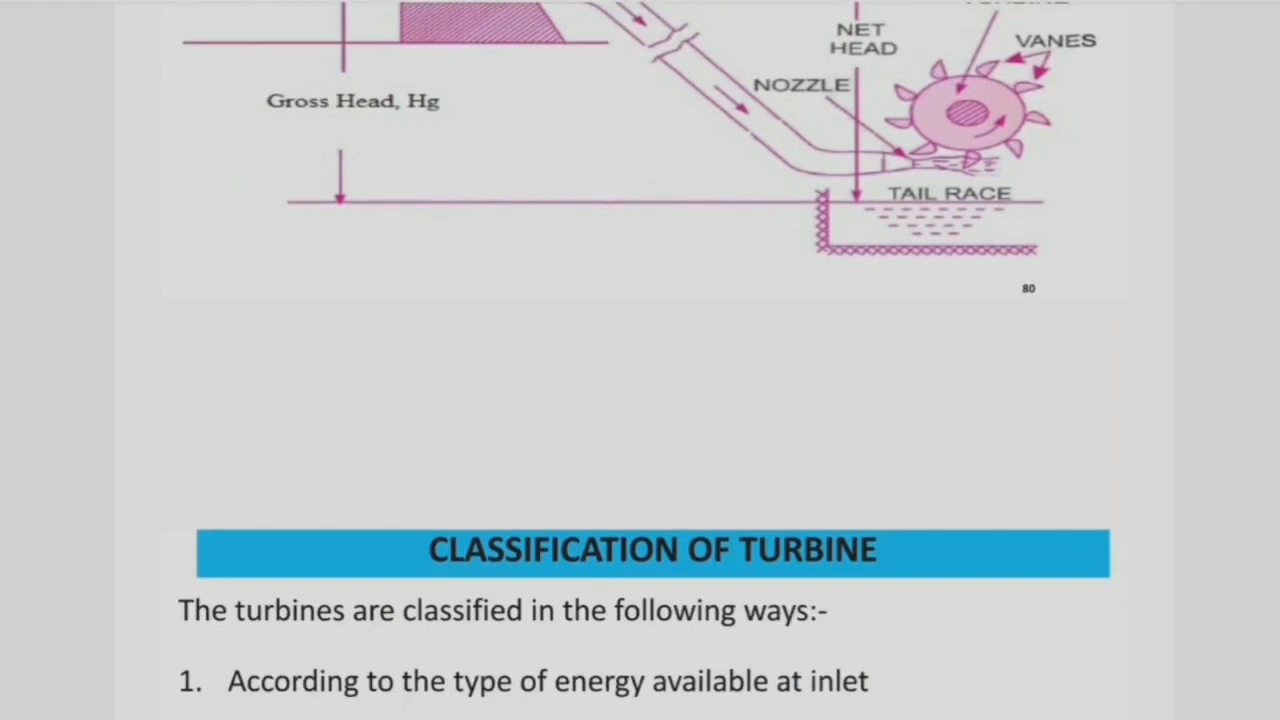 NET
HEAD
VANES
NOZZLE
Gross Head, Hg
TAIL RACE
80
CLASSIFICATION OF TURBINE
The turbines are classified in the following ways:-
1. According to the type of energy available at inlet